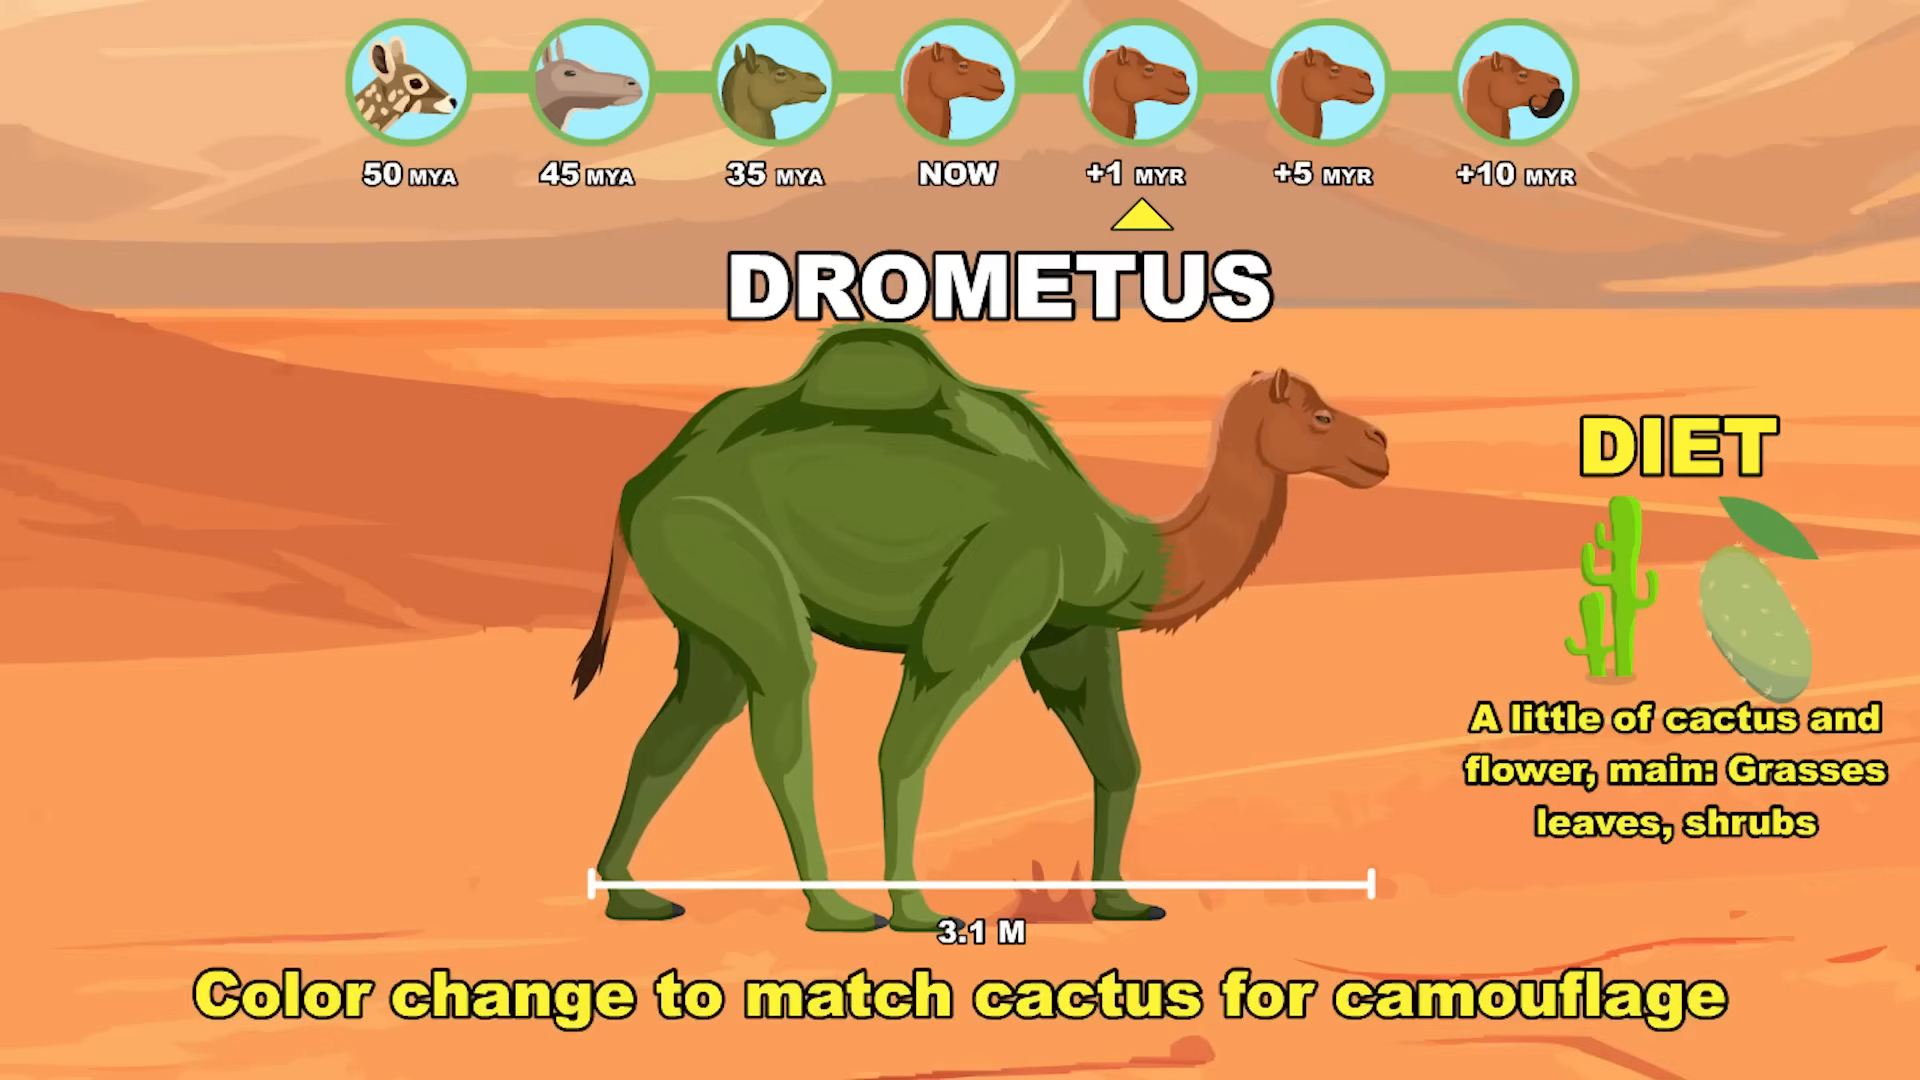 50 MYA 45 MYA 35 MYA NOW +1 MYR +5 MYR +10 MYR
DROMETUS
DIET
A little of cactus and
flower, main: Grasses
leaves, shrubs
3.1 M
Color change to match cactus for camouflage